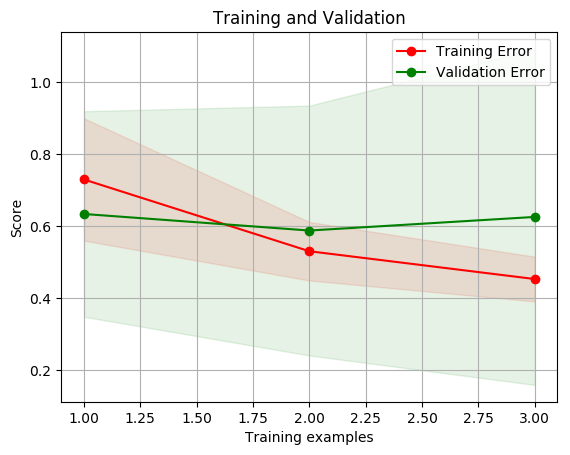 Training and Validation
Training Error
Validation Error
1.0
0.8
0.6
0.4
0.2
Score
1.00 1.25 1.50 1.75 2.00 2.25 2.50 2.75 3.00
Training examples